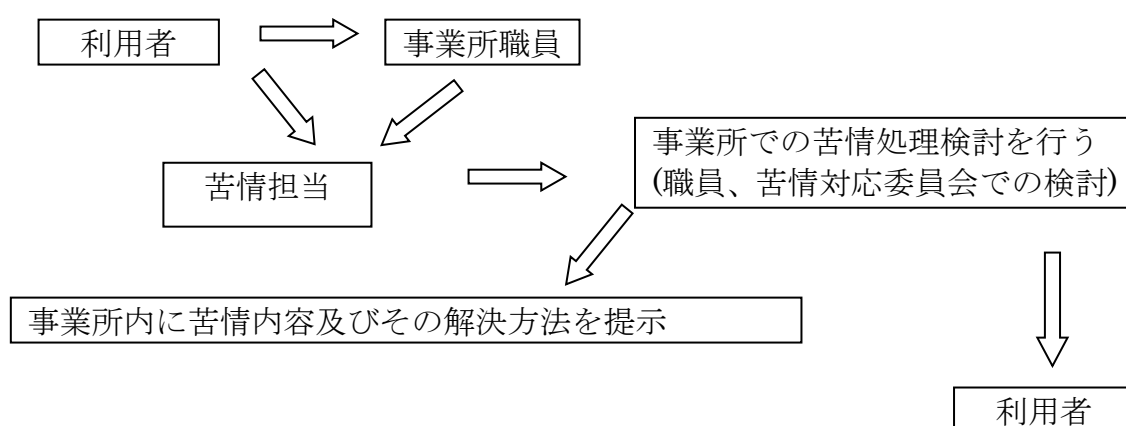 利用者
事業所職員
苦情担当
事業所での苦情処理検討を行う
(職員、苦情対応委員会での検討)
事業所内に苦情内容及びその解決方法を提示
利用者